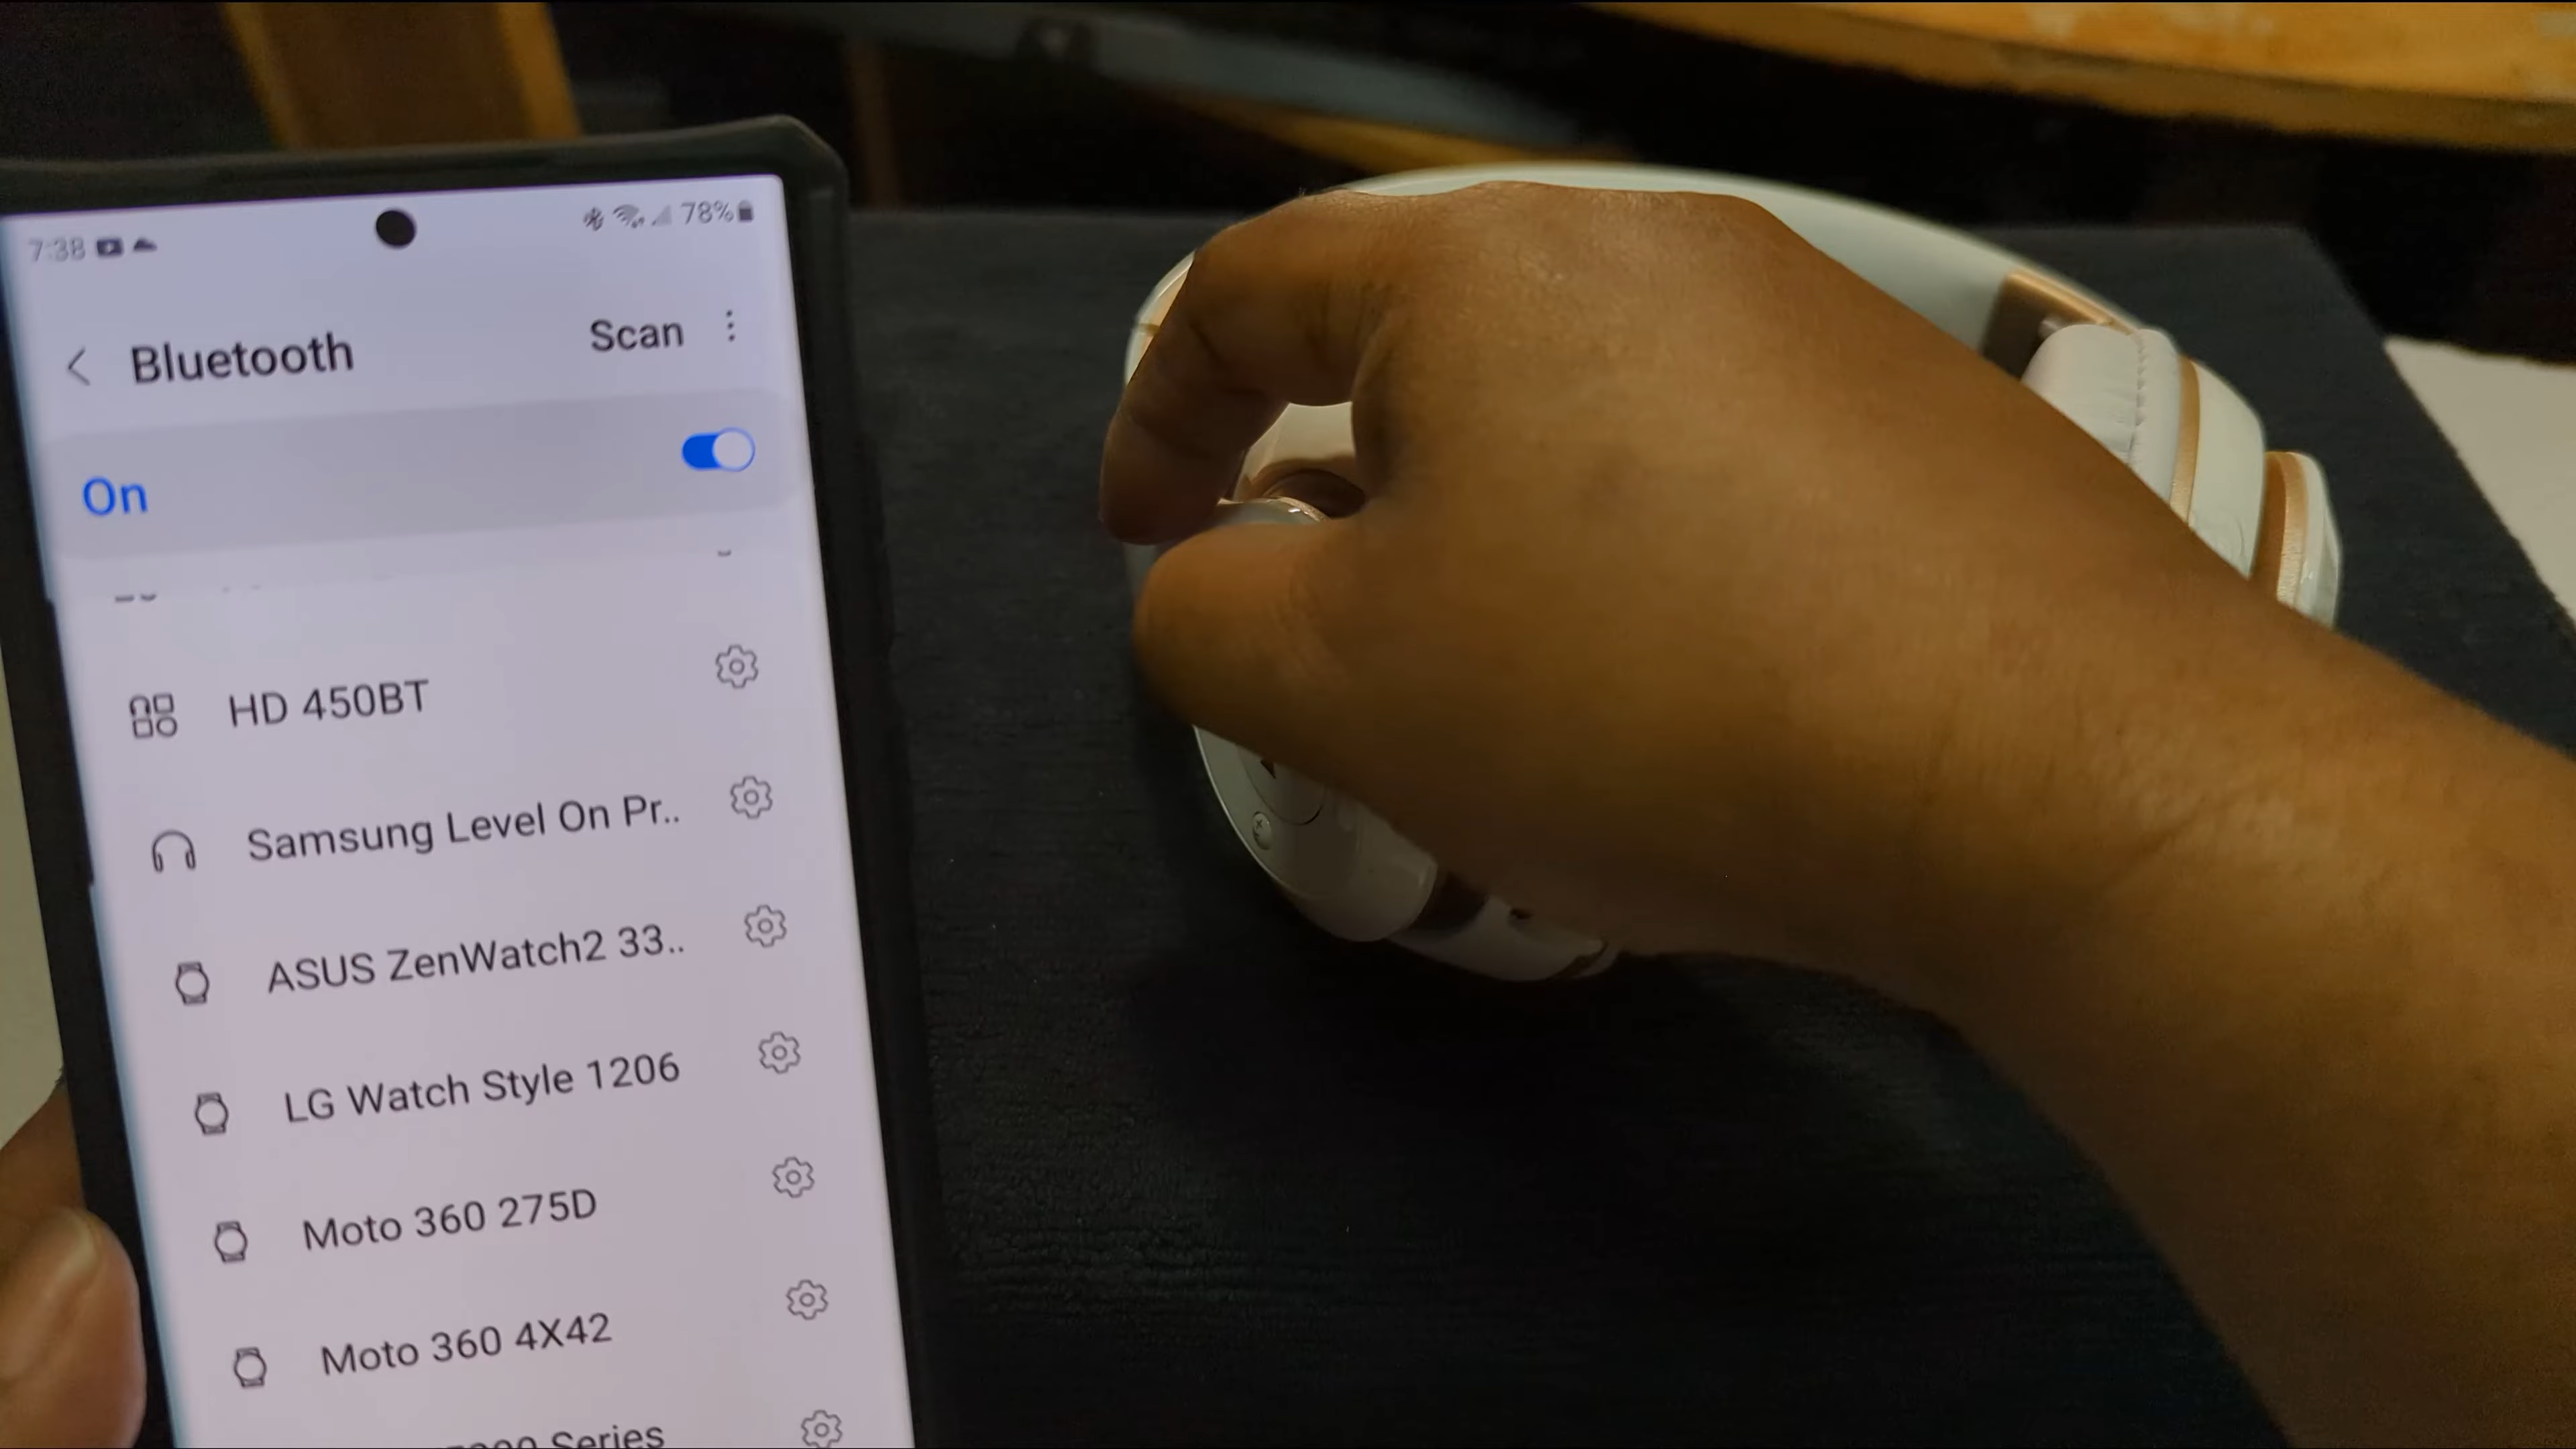 7:38 78%
Bluetooth Scan
On
HD 450BT
Samsung Level On Pr..
ASUS ZenWatch2 33..
LG Watch Style 1206
Moto 360 275D
Moto 360 4X42
Series